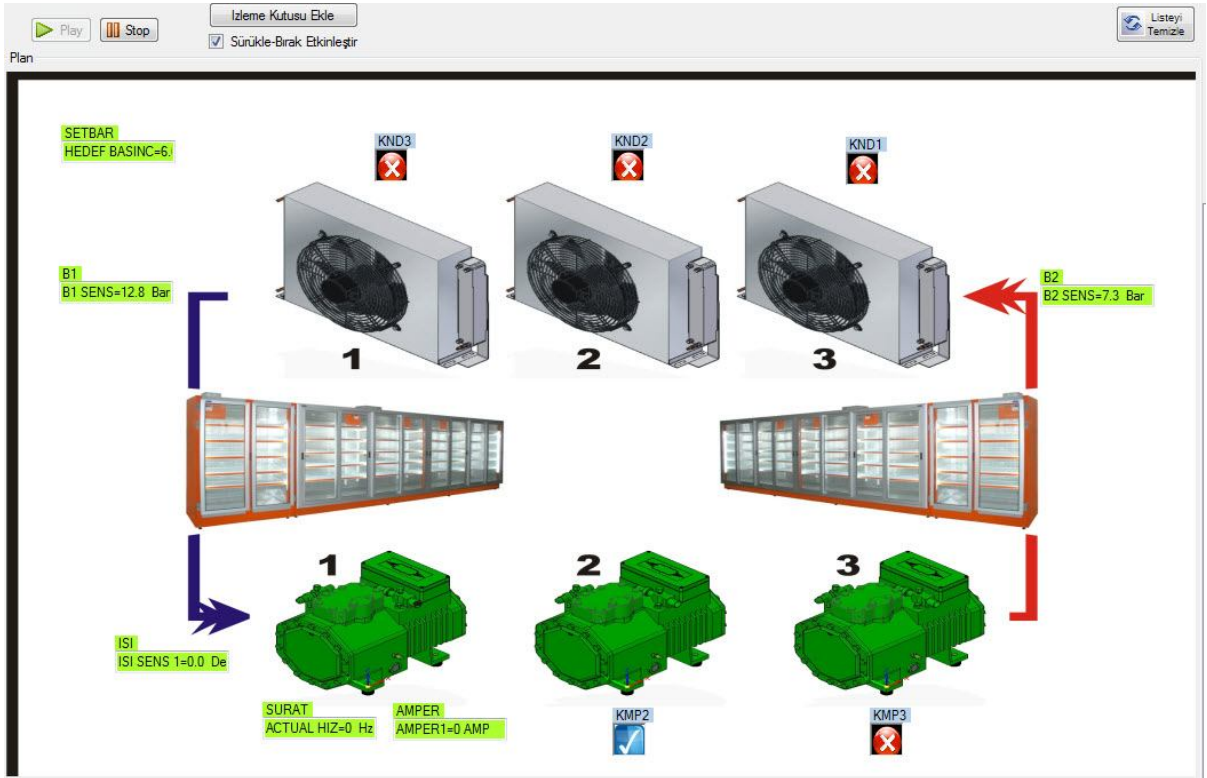 Play
Stop
Izleme Kutusu Ekle
Sürükle-Bırak Etkinleştir
Listeyi
Temizle
Plan
SETBAR
HEDEF BASINC=6.
KND3
KND2
KND1
B1
B1 SENS=12.8 Bar
B2
B2 SENS=7.3 Bar
1
2
3
1
2
3
ISI
ISI SENS 1=0.0 De
SURAT
ACTUAL HIZ=0 Hz
AMPER
AMPER1=0 AMP
KMP2
KMP3